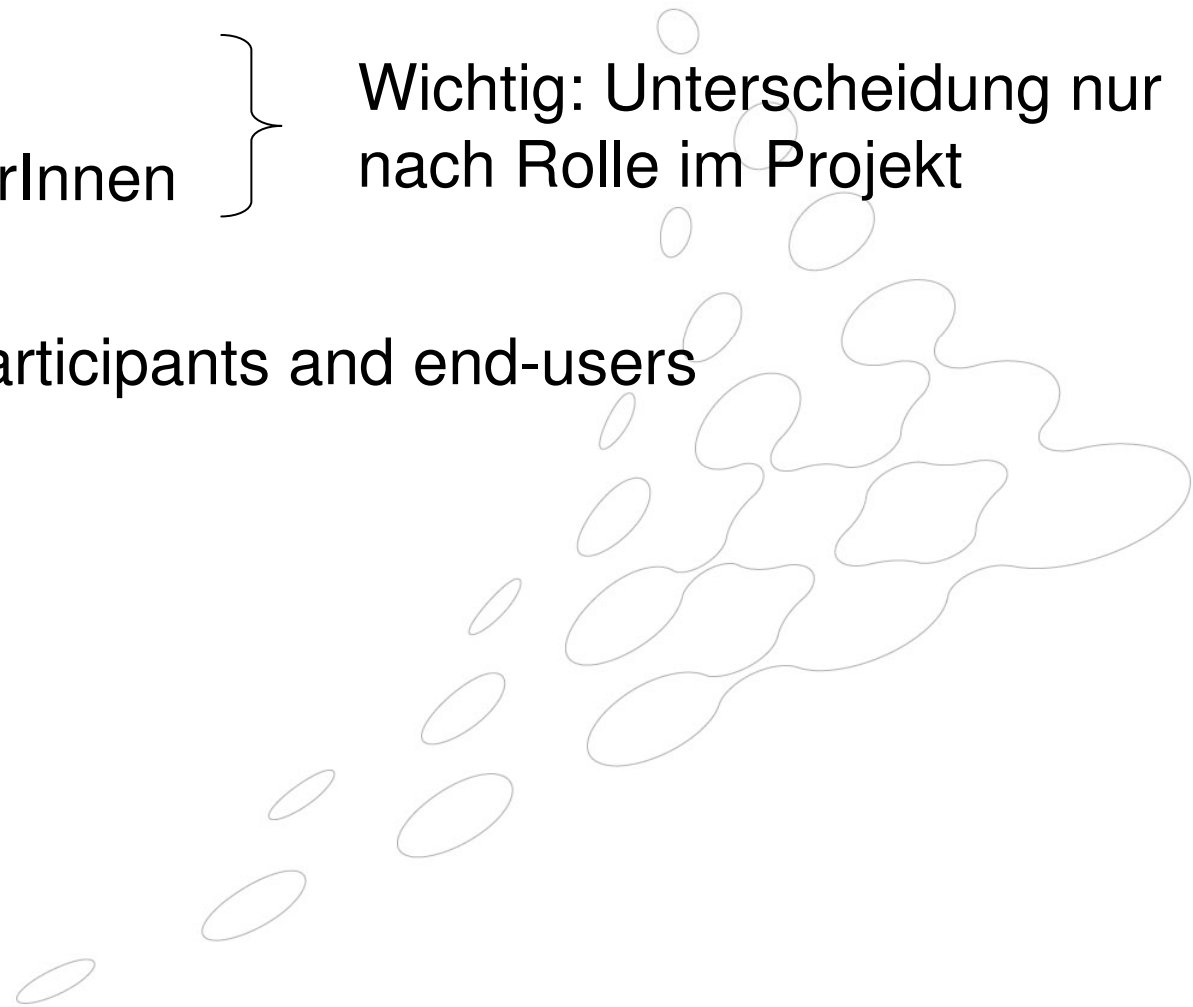 Wichtig: Unterscheidung nur
rInnen nach Rolle im Projekt
articipants and end-users